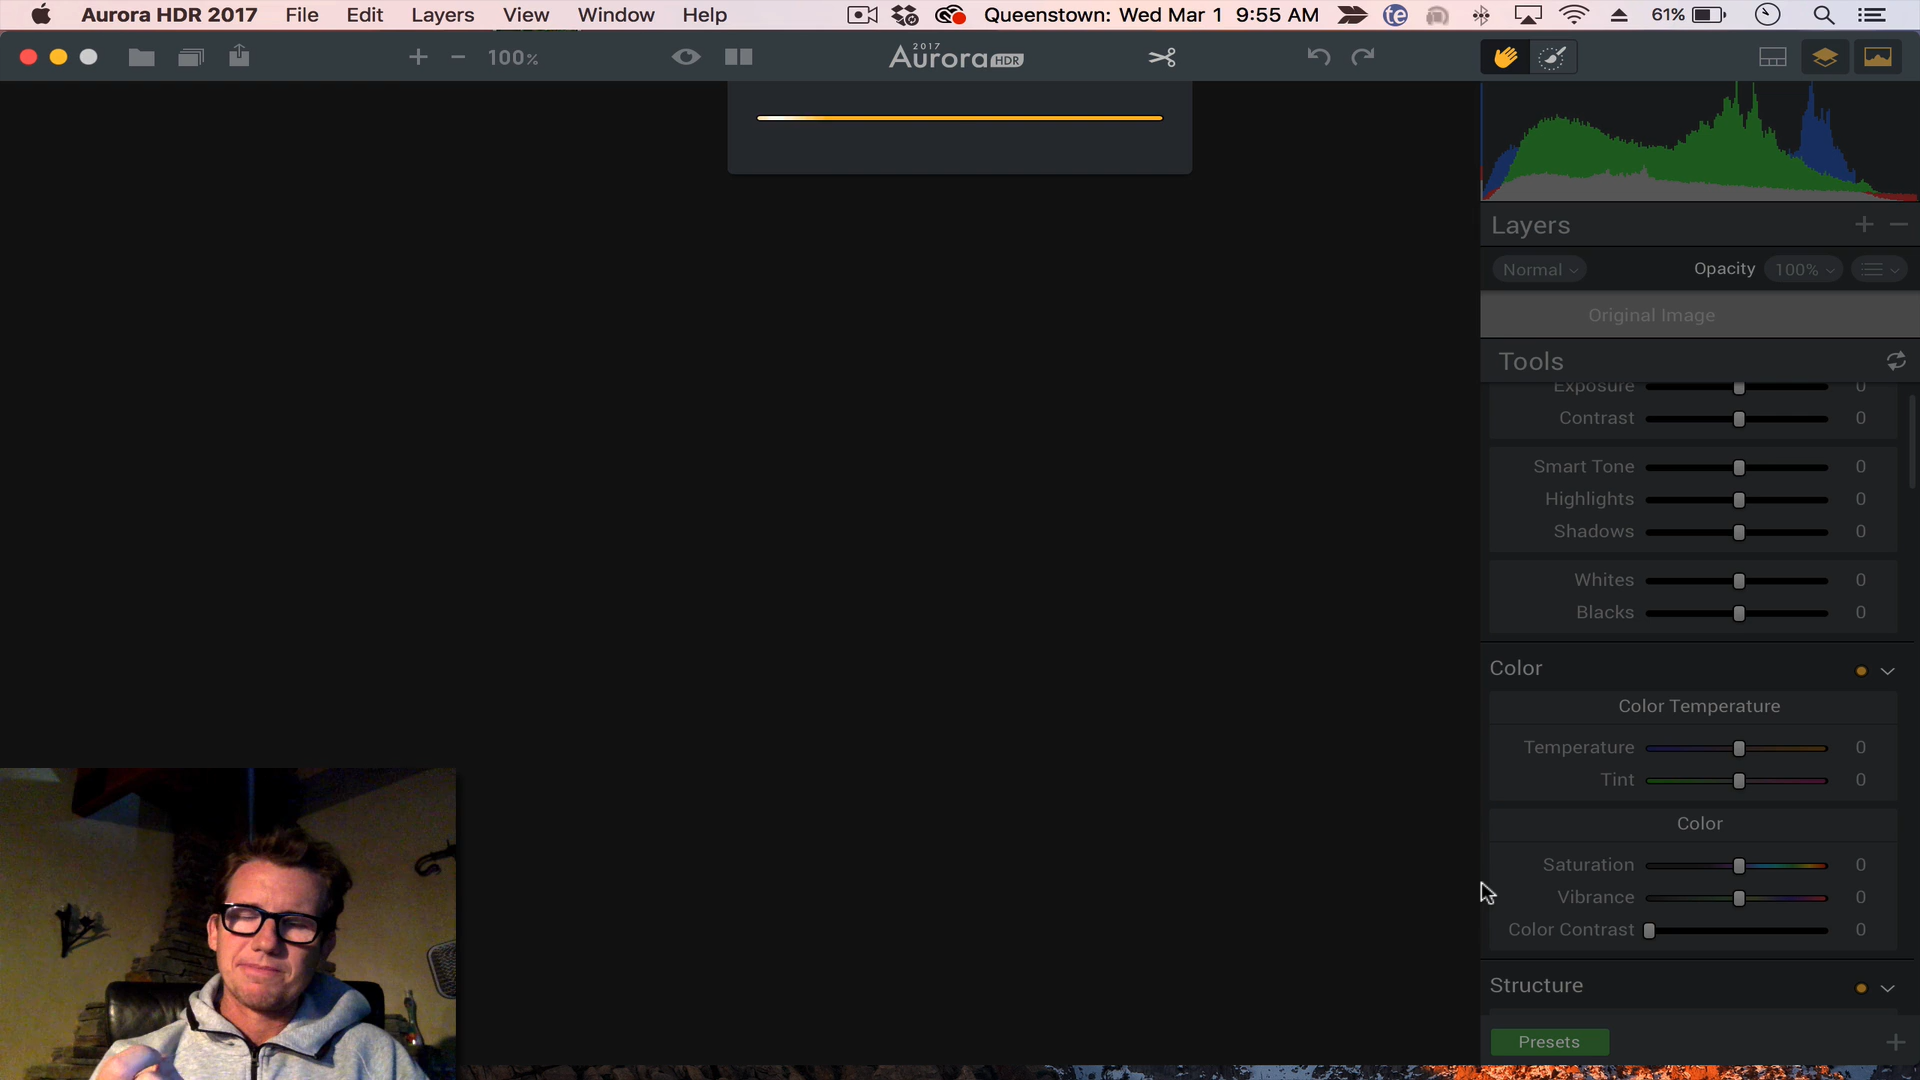 Aurora HDR 2017 File Edit Layers View Window Help te Queenstown: Wed Mar 1 9:55 AM 61%
100% 2017 Aurora HDR
Layers
Normal Opacity 100%
Original Image
Tools
Exposure 0
Contrast 0
Smart Tone 0
Highlights 0
Shadows 0
Whites 0
Blacks 0
Color
Color Temperature
Temperature 0
Tint 0
Color
Saturation 0
Vibrance 0
Color Contrast 0
Structure
Presets